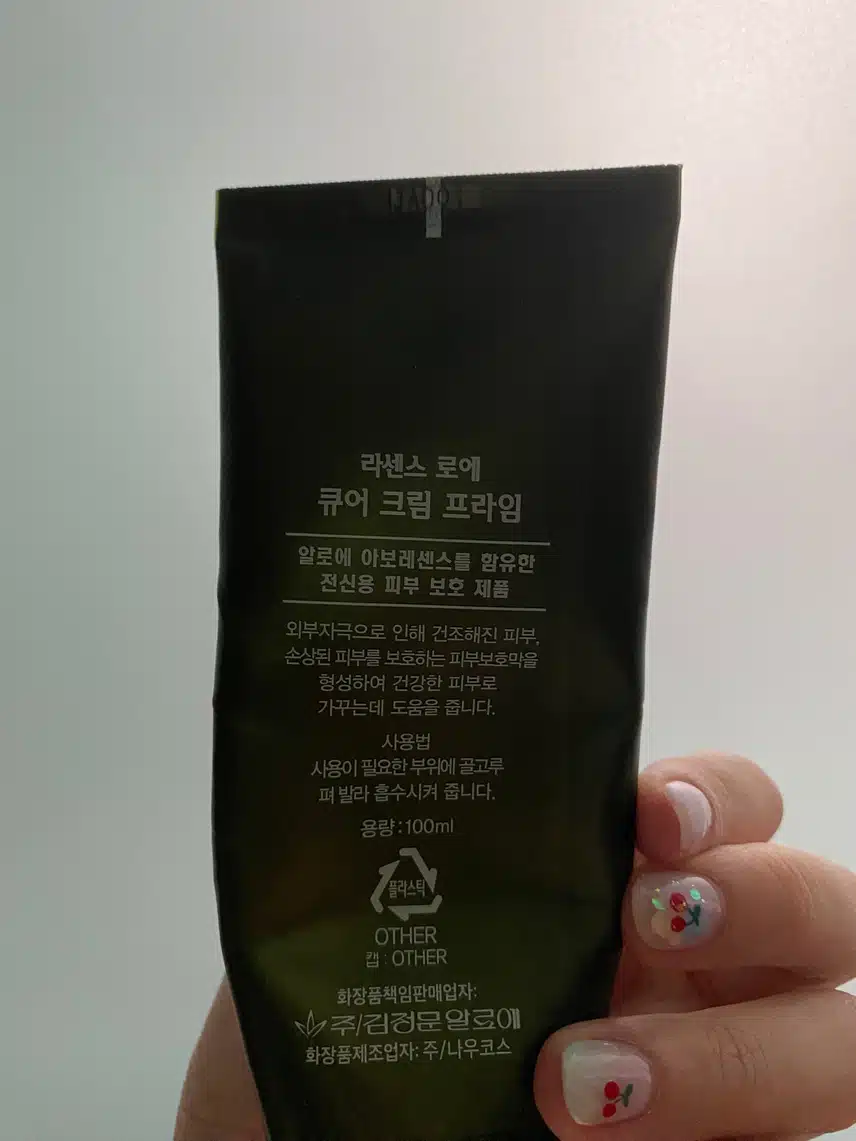 라센스 로에
큐어 크림 프라임
알로에 아보레센스를 함유한
전신용 피부 보호 제품
외부자극으로 인해 건조해진 피부,
손상된 피부를 보호하는 피부보호막을
형성하여 건강한 피부로
가꾸는데 도움을 줍니다.
사용법
사용이 필요한 부위에 골고루
펴 발라 흡수시켜 줍니다.
용량:100ml
플라스틱
OTHER
캡 : OTHER
화장품책임판매업자:
주/김정문알로에
화장품제조업자: 주/나우코스